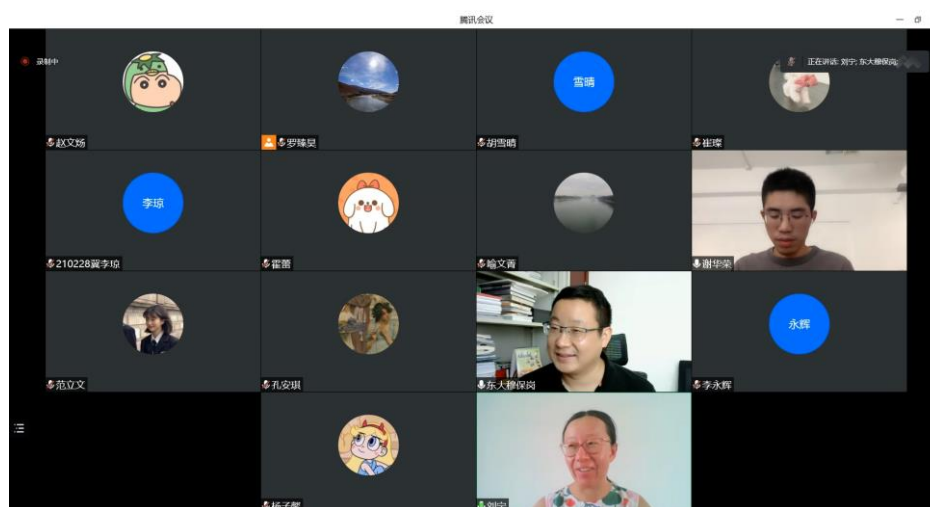 腾讯会议
录制中
正在讲话: 刘宁; 东大穆保岗;
赵文炀
罗臻昊
雪晴
胡雪晴
崔璨
李琼
210228冀李琼
霍蕾
喻文菁
谢华荣
范立文
孔安琪
东大穆保岗
永辉
李永辉
刘宁